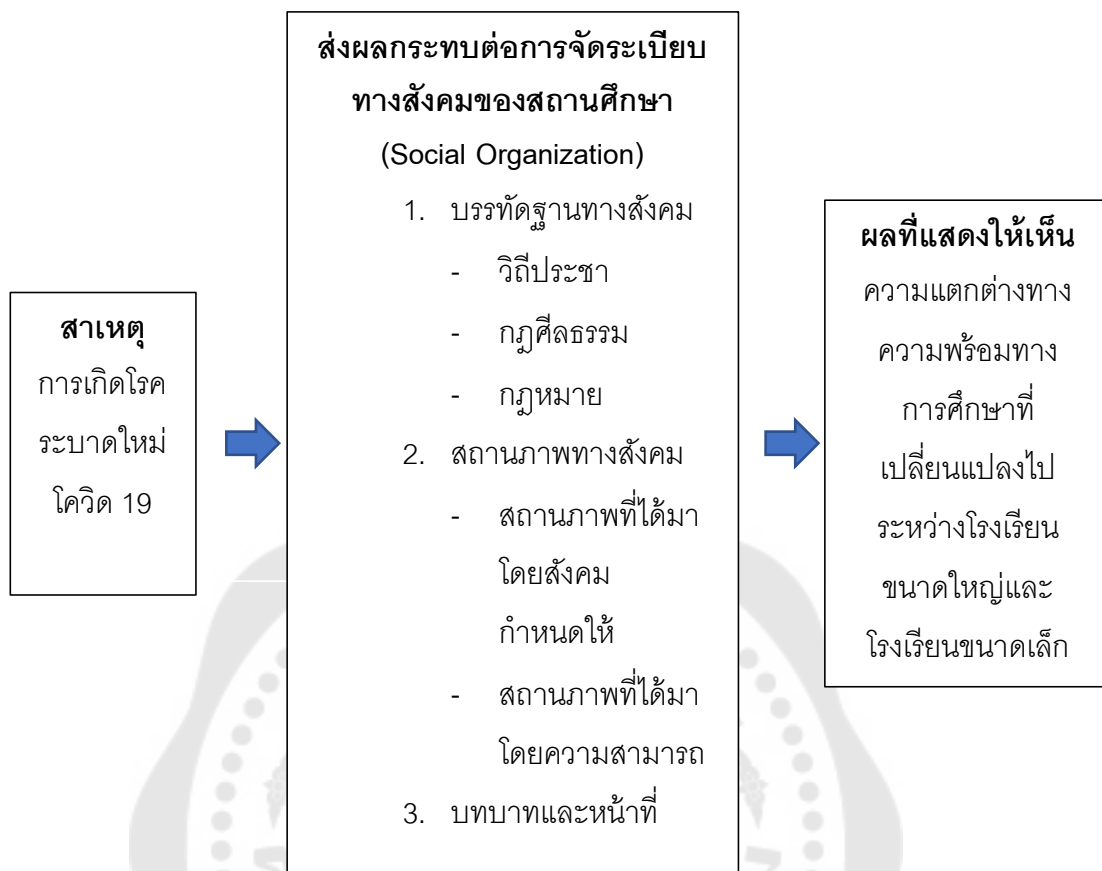 สาเหตุ
การเกิดโรค
ระบาดใหม่
โควิด 19
ส่งผลกระทบต่อการจัดระเบียบ
ทางสังคมของสถานศึกษา
(Social Organization)
1. บรรทัดฐานทางสังคม
- วิถีประชา
- กฎศีลธรรม
- กฎหมาย
2. สถานภาพทางสังคม
- สถานภาพที่ได้มา
โดยสังคม
กำหนดให้
- สถานภาพที่ได้มา
โดยความสามารถ
3. บทบาทและหน้าที่
ผลที่แสดงให้เห็น
ความแตกต่างทาง
ความพร้อมทาง
การศึกษาที่
เปลี่ยนแปลงไป
ระหว่างโรงเรียน
ขนาดใหญ่และ
โรงเรียนขนาดเล็ก